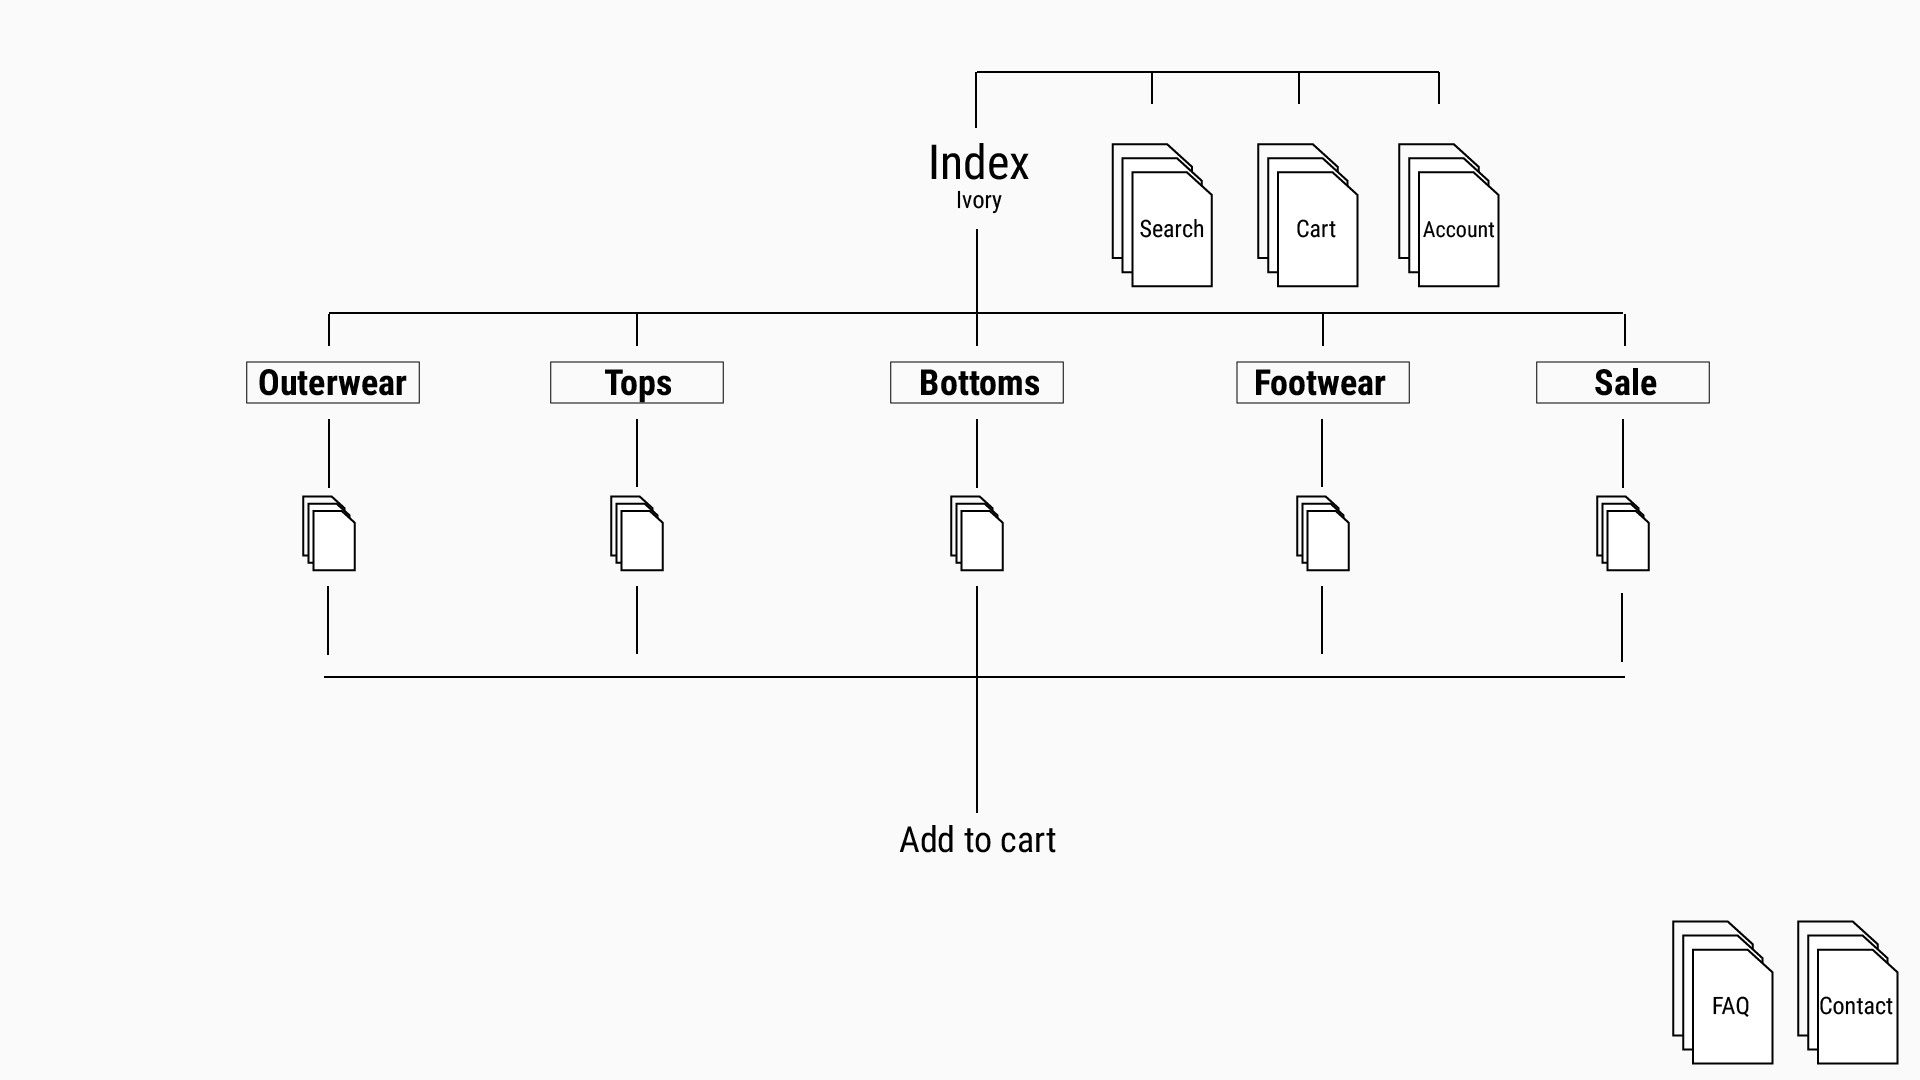 Index
Ivory
Search
Cart
Account
Outerwear
Tops
Bottoms
Footwear
Sale
Add to cart
FAQ
Contact